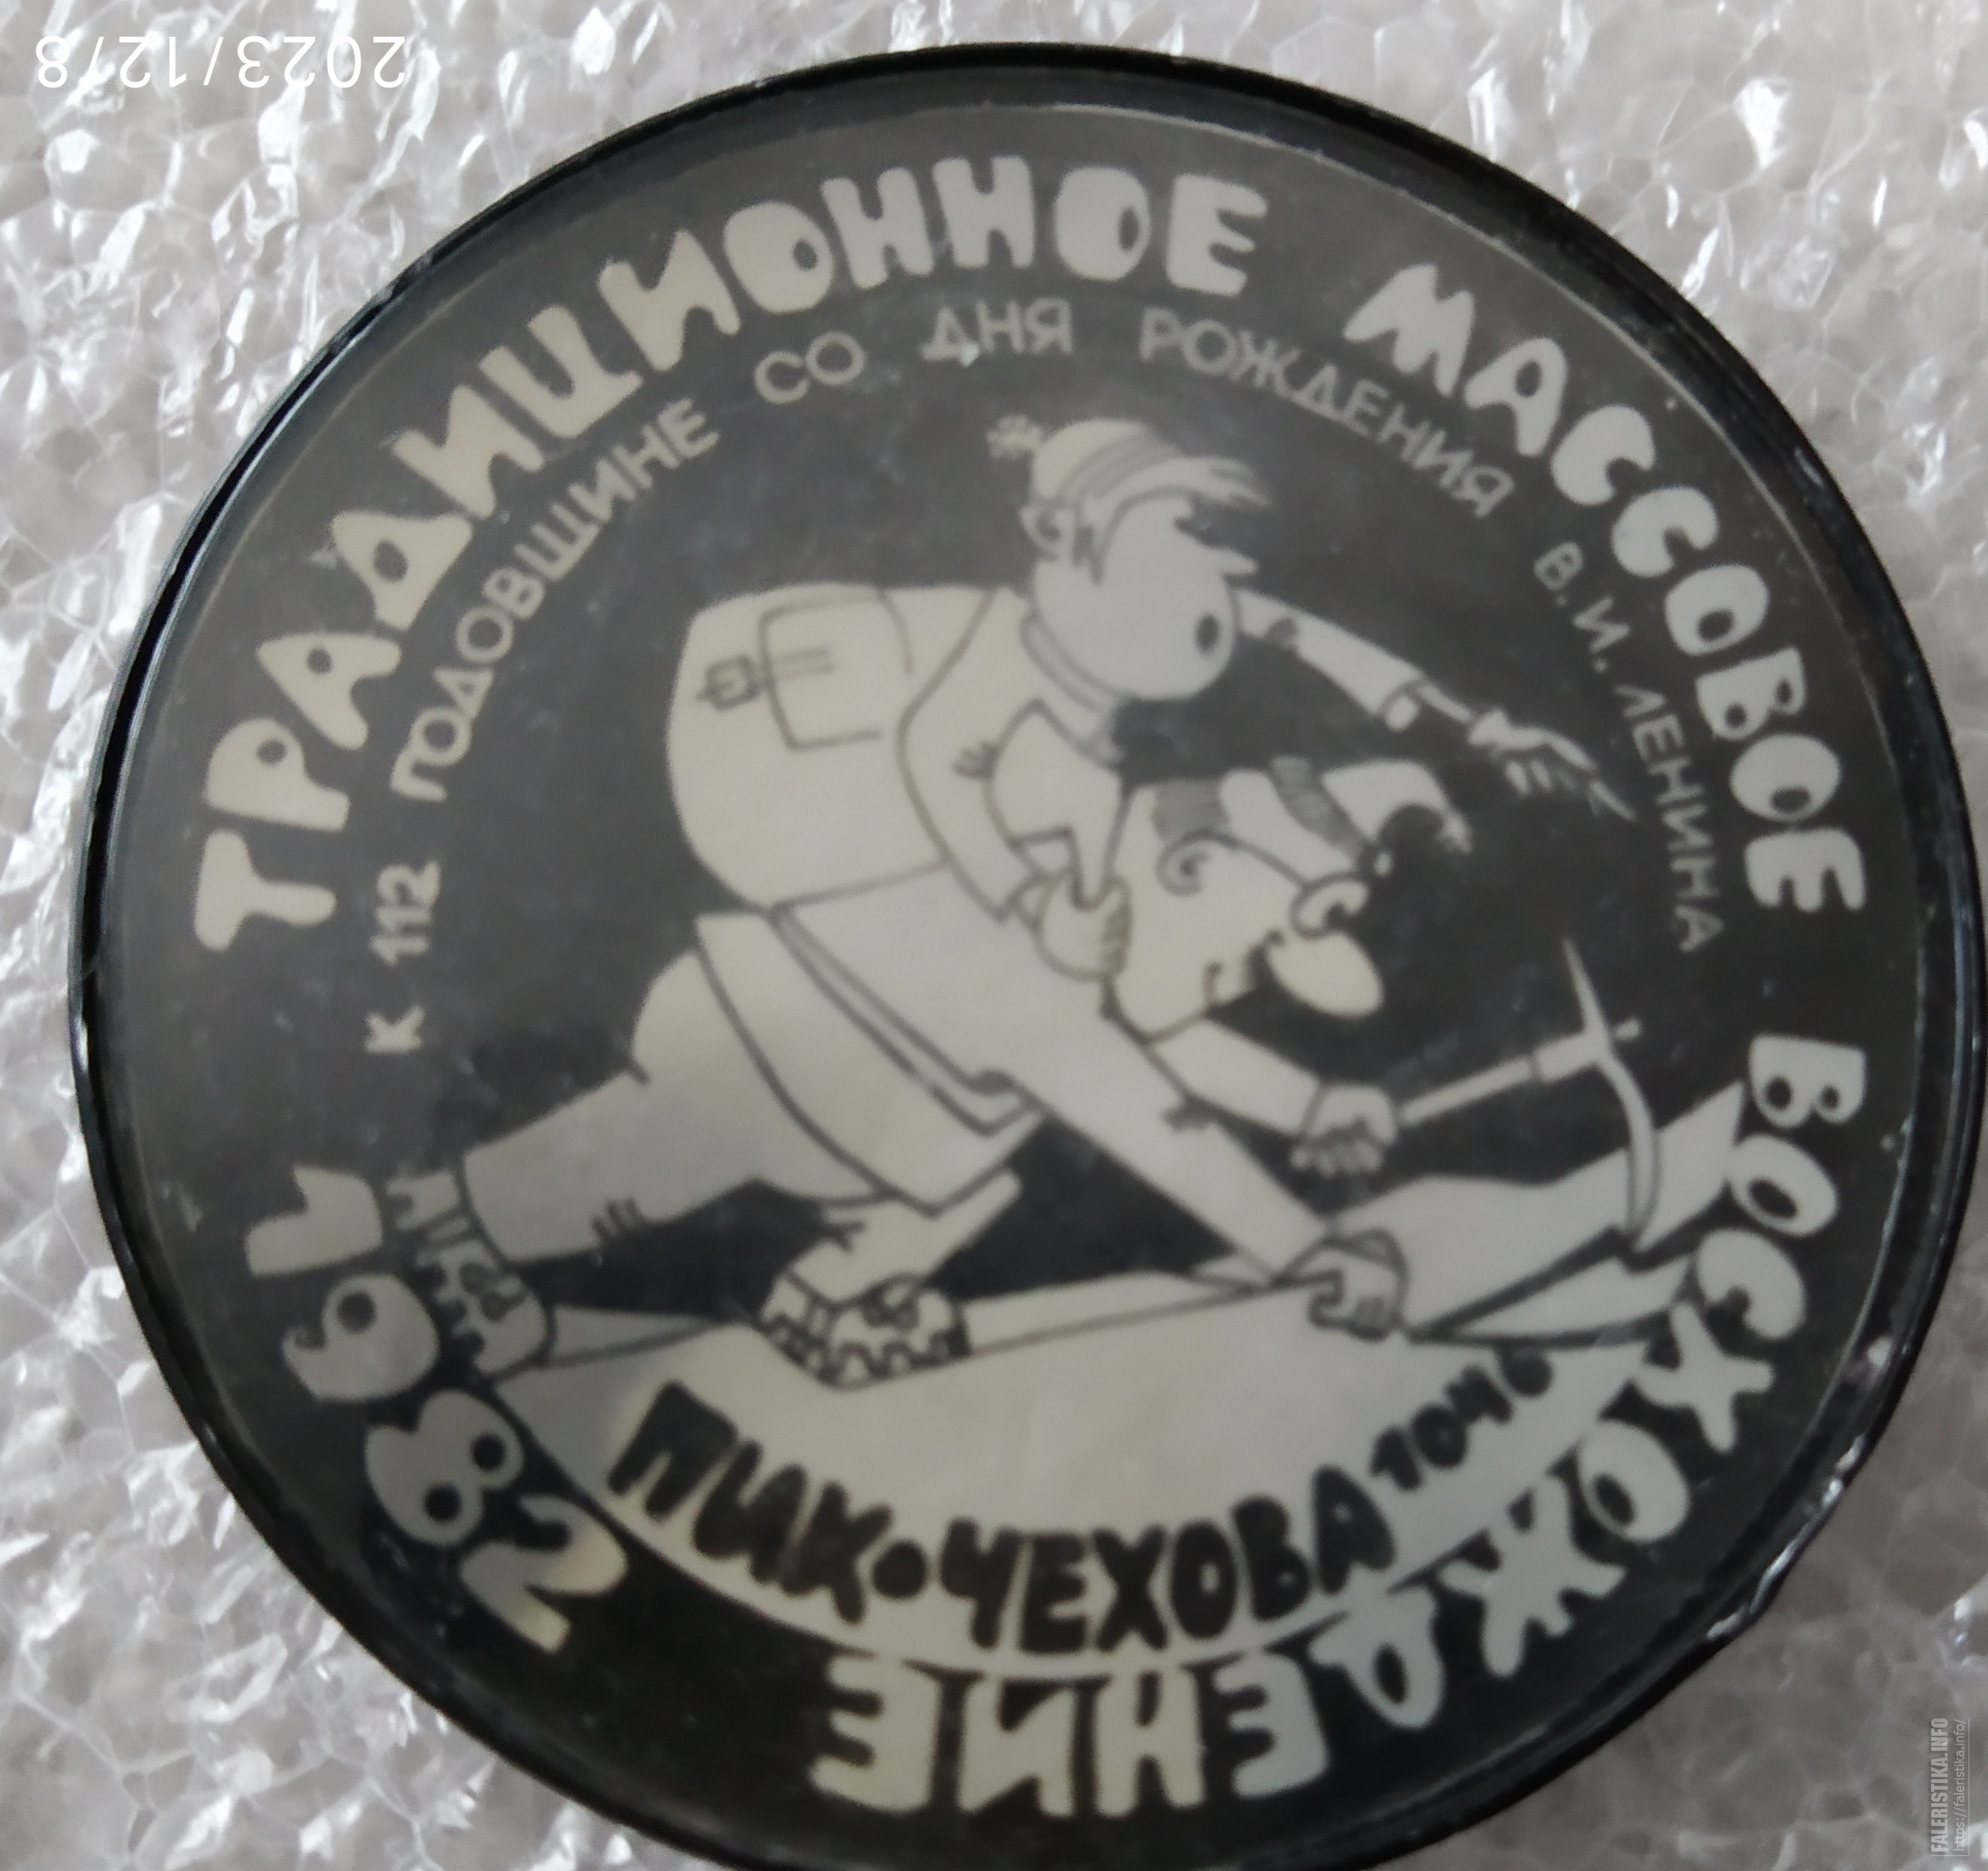 2023/12/8
ТРАДИЦИОННОЕ МАССОВОЕ ВОСХОЖДЕНИЕ
К 112 ГОДОВЩИНЕ СО ДНЯ РОЖДЕНИЯ В.И.ЛЕНИНА
1982
ПИК•ЧЕХОВА 1046
FALERISTIKA.INFO
https://faleristika.info/